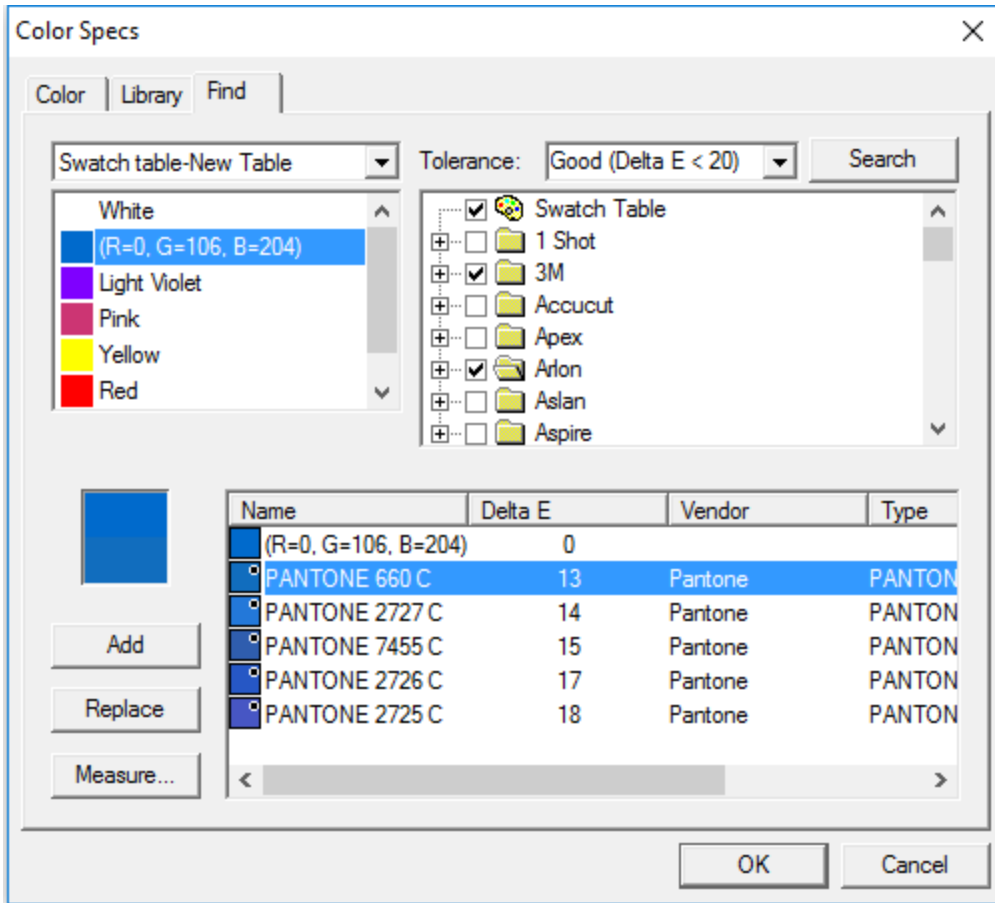 Color Specs
Color Library Find
Swatch table-New Table Tolerance: Good (Delta E < 20) Search
White
(R=0, G=106, B=204)
Light Violet
Pink
Yellow
Red
Swatch Table
1 Shot
3M
Accucut
Apex
Arlon
Aslan
Aspire
Name Delta E Vendor Type
(R=0, G=106, B=204) 0
PANTONE 660 C 13 Pantone PANTON
PANTONE 2727 C 14 Pantone PANTON
PANTONE 7455 C 15 Pantone PANTON
PANTONE 2726 C 17 Pantone PANTON
PANTONE 2725 C 18 Pantone PANTON
Add
Replace
Measure...
OK Cancel